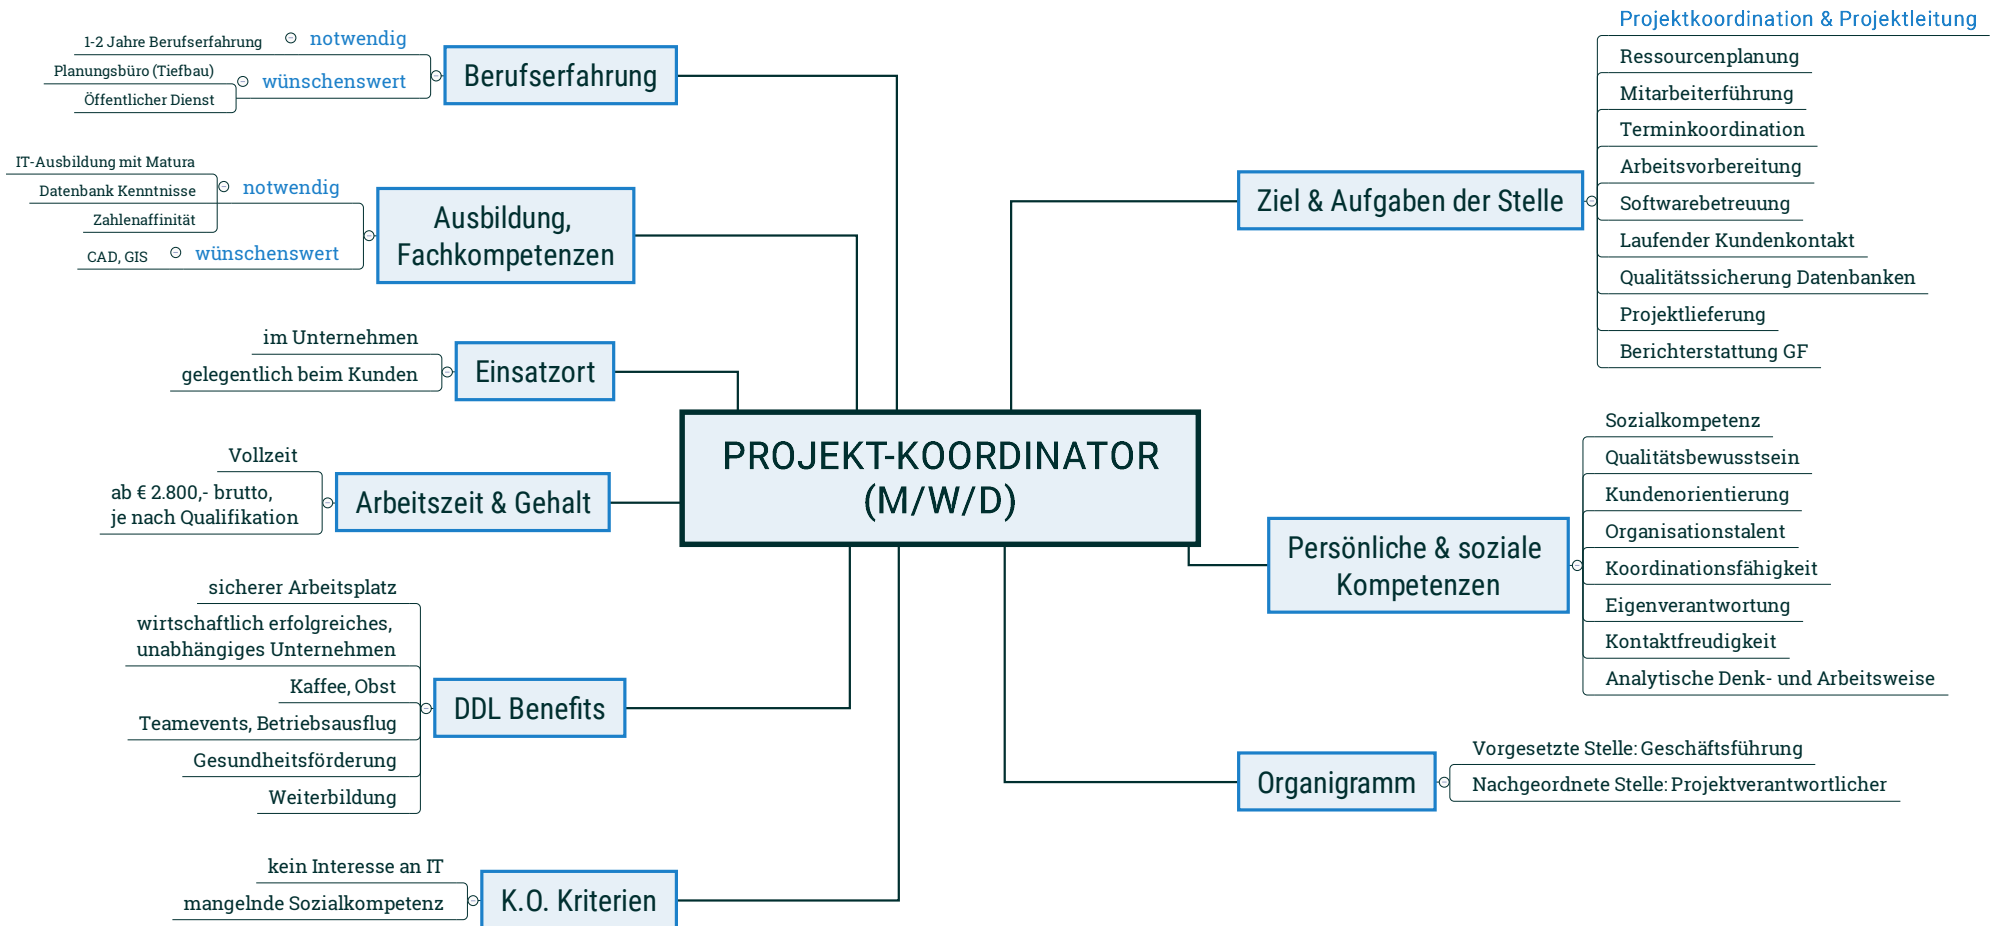 PROJEKT-KOORDINATOR
(M/W/D)
Berufserfahrung
notwendig
1-2 Jahre Berufserfahrung
wünschenswert
Planungsbüro (Tiefbau)
Öffentlicher Dienst
Ausbildung,
Fachkompetenzen
notwendig
IT-Ausbildung mit Matura
Datenbank Kenntnisse
Zahlenaffinität
wünschenswert
CAD, GIS
Einsatzort
im Unternehmen
gelegentlich beim Kunden
Arbeitszeit & Gehalt
Vollzeit
ab € 2.800,- brutto,
je nach Qualifikation
DDL Benefits
sicherer Arbeitsplatz
wirtschaftlich erfolgreiches,
unabhängiges Unternehmen
Kaffee, Obst
Teamevents, Betriebsausflug
Gesundheitsförderung
Weiterbildung
K.O. Kriterien
kein Interesse an IT
mangelnde Sozialkompetenz
Ziel & Aufgaben der Stelle
Projektkoordination & Projektleitung
Ressourcenplanung
Mitarbeiterführung
Terminkoordination
Arbeitsvorbereitung
Softwarebetreuung
Laufender Kundenkontakt
Qualitätssicherung Datenbanken
Projektlieferung
Berichterstattung GF
Persönliche & soziale
Kompetenzen
Sozialkompetenz
Qualitätsbewusstsein
Kundenorientierung
Organisationstalent
Koordinationsfähigkeit
Eigenverantwortung
Kontaktfreudigkeit
Analytische Denk- und Arbeitsweise
Organigramm
Vorgesetzte Stelle: Geschäftsführung
Nachgeordnete Stelle: Projektverantwortlicher